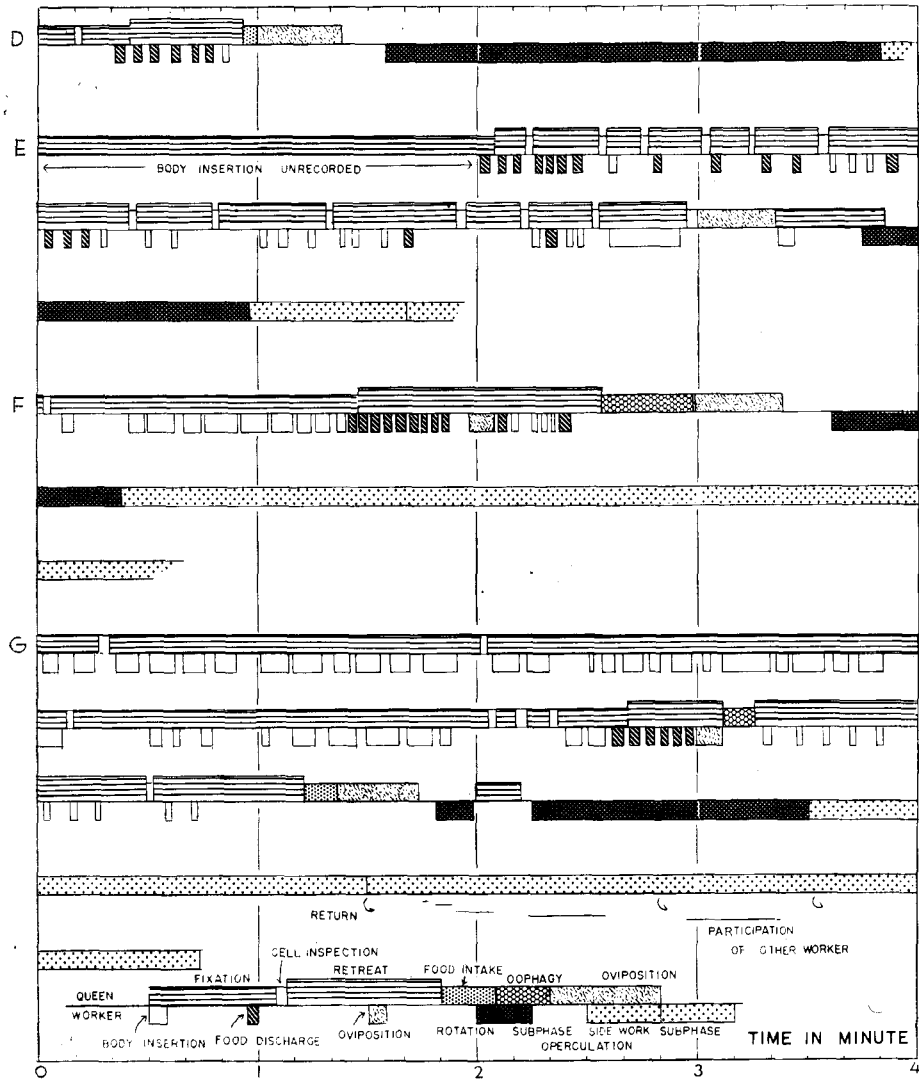 D
E
BODY INSERTION UNRECORDED
F
G
RETURN
PARTICIPATION
OF OTHER WORKER
CELL INSPECTION
FIXATION
RETREAT
FOOD INTAKE
OOPHAGY
OVIPOSITION
QUEEN
WORKER
BODY INSERTION
FOOD DISCHARGE
OVIPOSITION
ROTATION
SUBPHASE
SIDE WORK
SUBPHASE
OPERCULATION
TIME IN MINUTE
0
1
2
3
4